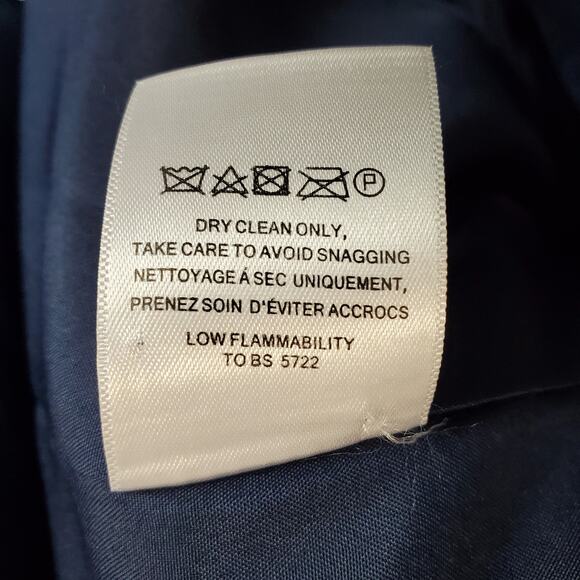 P
DRY CLEAN ONLY,
TAKE CARE TO AVOID SNAGGING
NETTOYAGE Á SEC UNIQUEMENT,
PRENEZ SOIN D'ÉVITER ACCROCS
LOW FLAMMABILITY
TO BS 5722